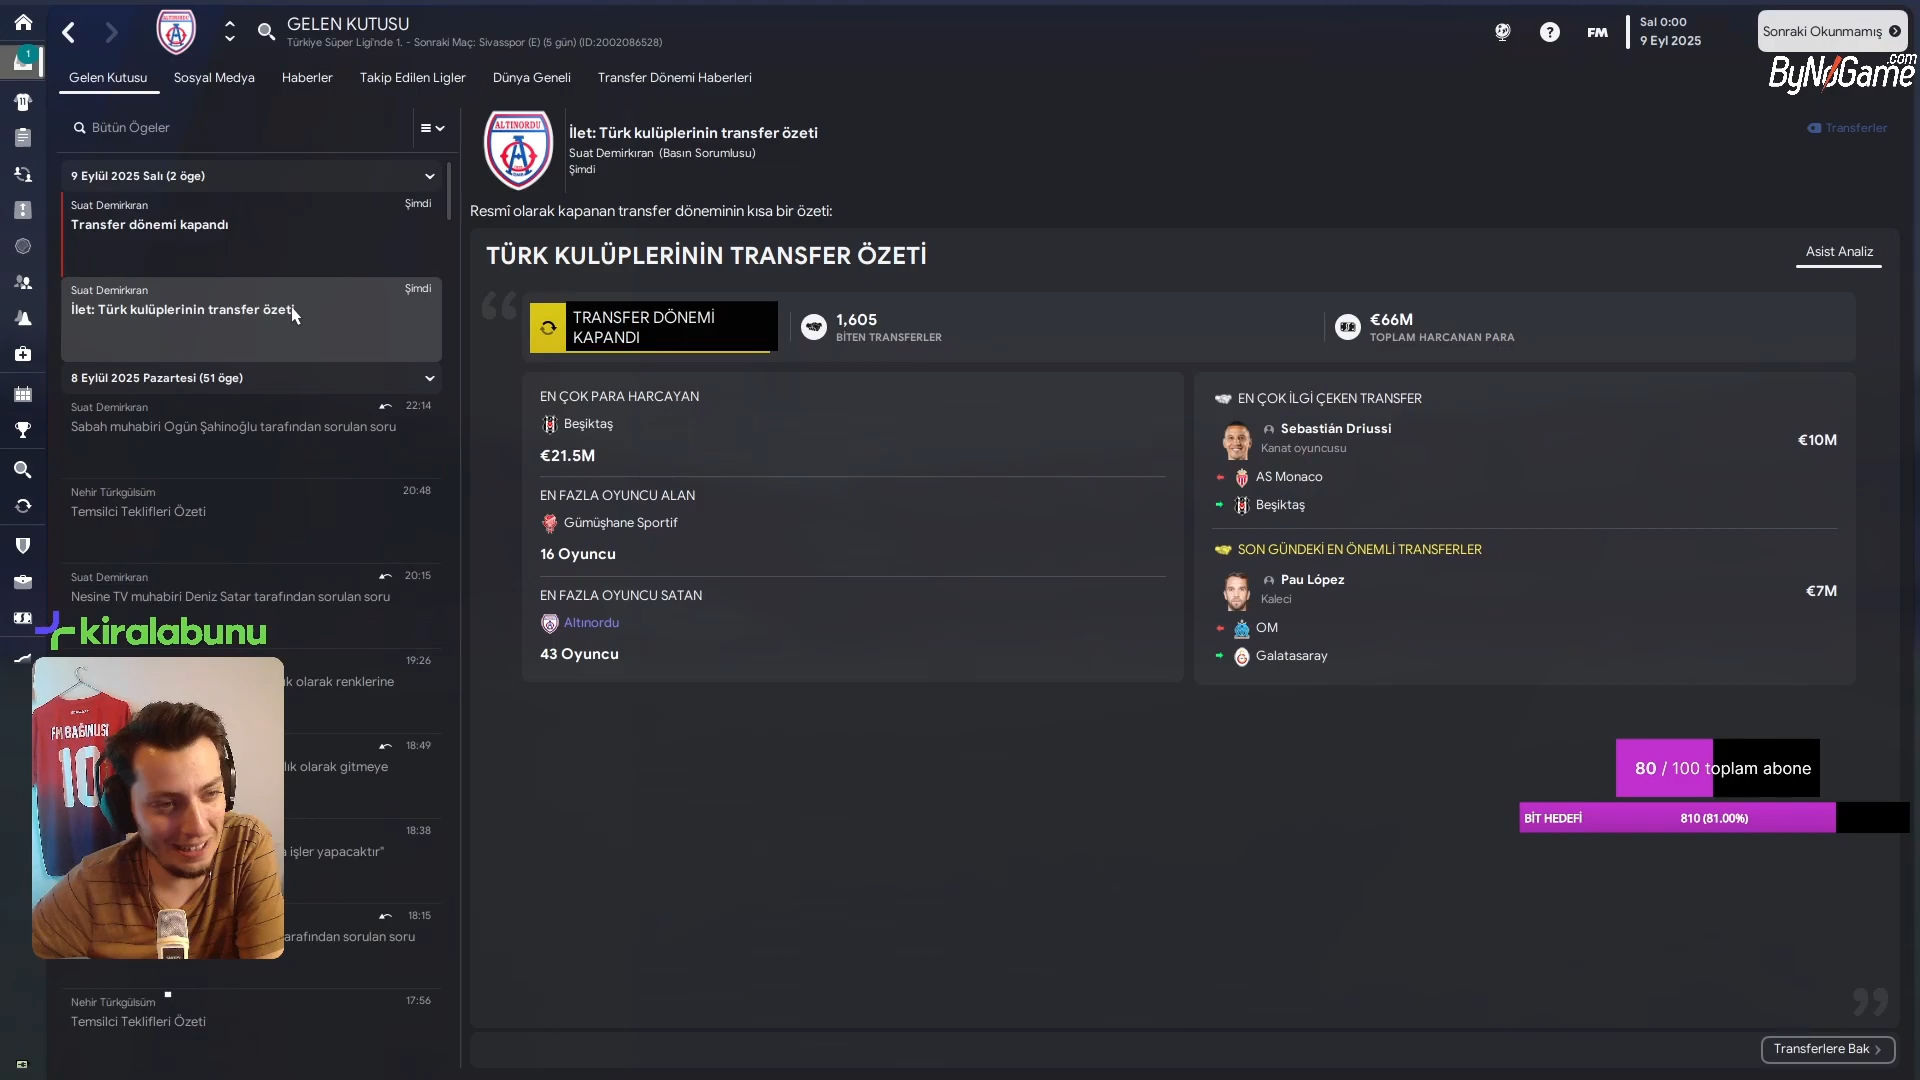 GELEN KUTUSU
Türkiye Süper Ligi'nde 1. - Sonraki Maç: Sivasspor (E) (5 gün) (ID:2002086528)
FM
Sal 0:00
9 Eyl 2025
Sonraki Okunmamış
ByNoGame.com
1
Gelen Kutusu
Sosyal Medya
Haberler
Takip Edilen Ligler
Dünya Geneli
Transfer Dönemi Haberleri
Bütün Ögeler
ALTINORDU
İlet: Türk kulüplerinin transfer özeti
Suat Demirkıran (Basın Sorumlusu)
Şimdi
Transferler
9 Eylül 2025 Salı (2 öge)
Suat Demirkıran
Şimdi
Transfer dönemi kapandı
Suat Demirkıran
Şimdi
İlet: Türk kulüplerinin transfer özeti
8 Eylül 2025 Pazartesi (51 öge)
Suat Demirkıran
22:14
Sabah muhabiri Ogün Şahinoğlu tarafından sorulan soru
Nehir Türkgülsüm
20:48
Temsilci Teklifleri Özeti
Suat Demirkıran
20:15
Nesine TV muhabiri Deniz Satar tarafından sorulan soru
kiralabunu
19:26
ık olarak renklerine
18:49
lık olarak gitmeye
18:38
a işler yapacaktır"
18:15
arafından sorulan soru
Nehir Türkgülsüm
17:56
Temsilci Teklifleri Özeti
FM BAĞIMLISI
10
Resmî olarak kapanan transfer döneminin kısa bir özeti:
TÜRK KULÜPLERİNİN TRANSFER ÖZETİ
Asist Analiz
TRANSFER DÖNEMİ
KAPANDI
1,605
BİTEN TRANSFERLER
€66M
TOPLAM HARCANAN PARA
EN ÇOK PARA HARCAYAN
Beşiktaş
€21.5M
EN FAZLA OYUNCU ALAN
Gümüşhane Sportif
16 Oyuncu
EN FAZLA OYUNCU SATAN
Altınordu
43 Oyuncu
EN ÇOK İLGİ ÇEKEN TRANSFER
Sebastián Driussi
Kanat oyuncusu
€10M
AS Monaco
Beşiktaş
SON GÜNDEKİ EN ÖNEMLİ TRANSFERLER
Pau López
Kaleci
€7M
OM
Galatasaray
80 / 100 toplam abone
BİT HEDEFİ
810 (81.00%)
Transferlere Bak